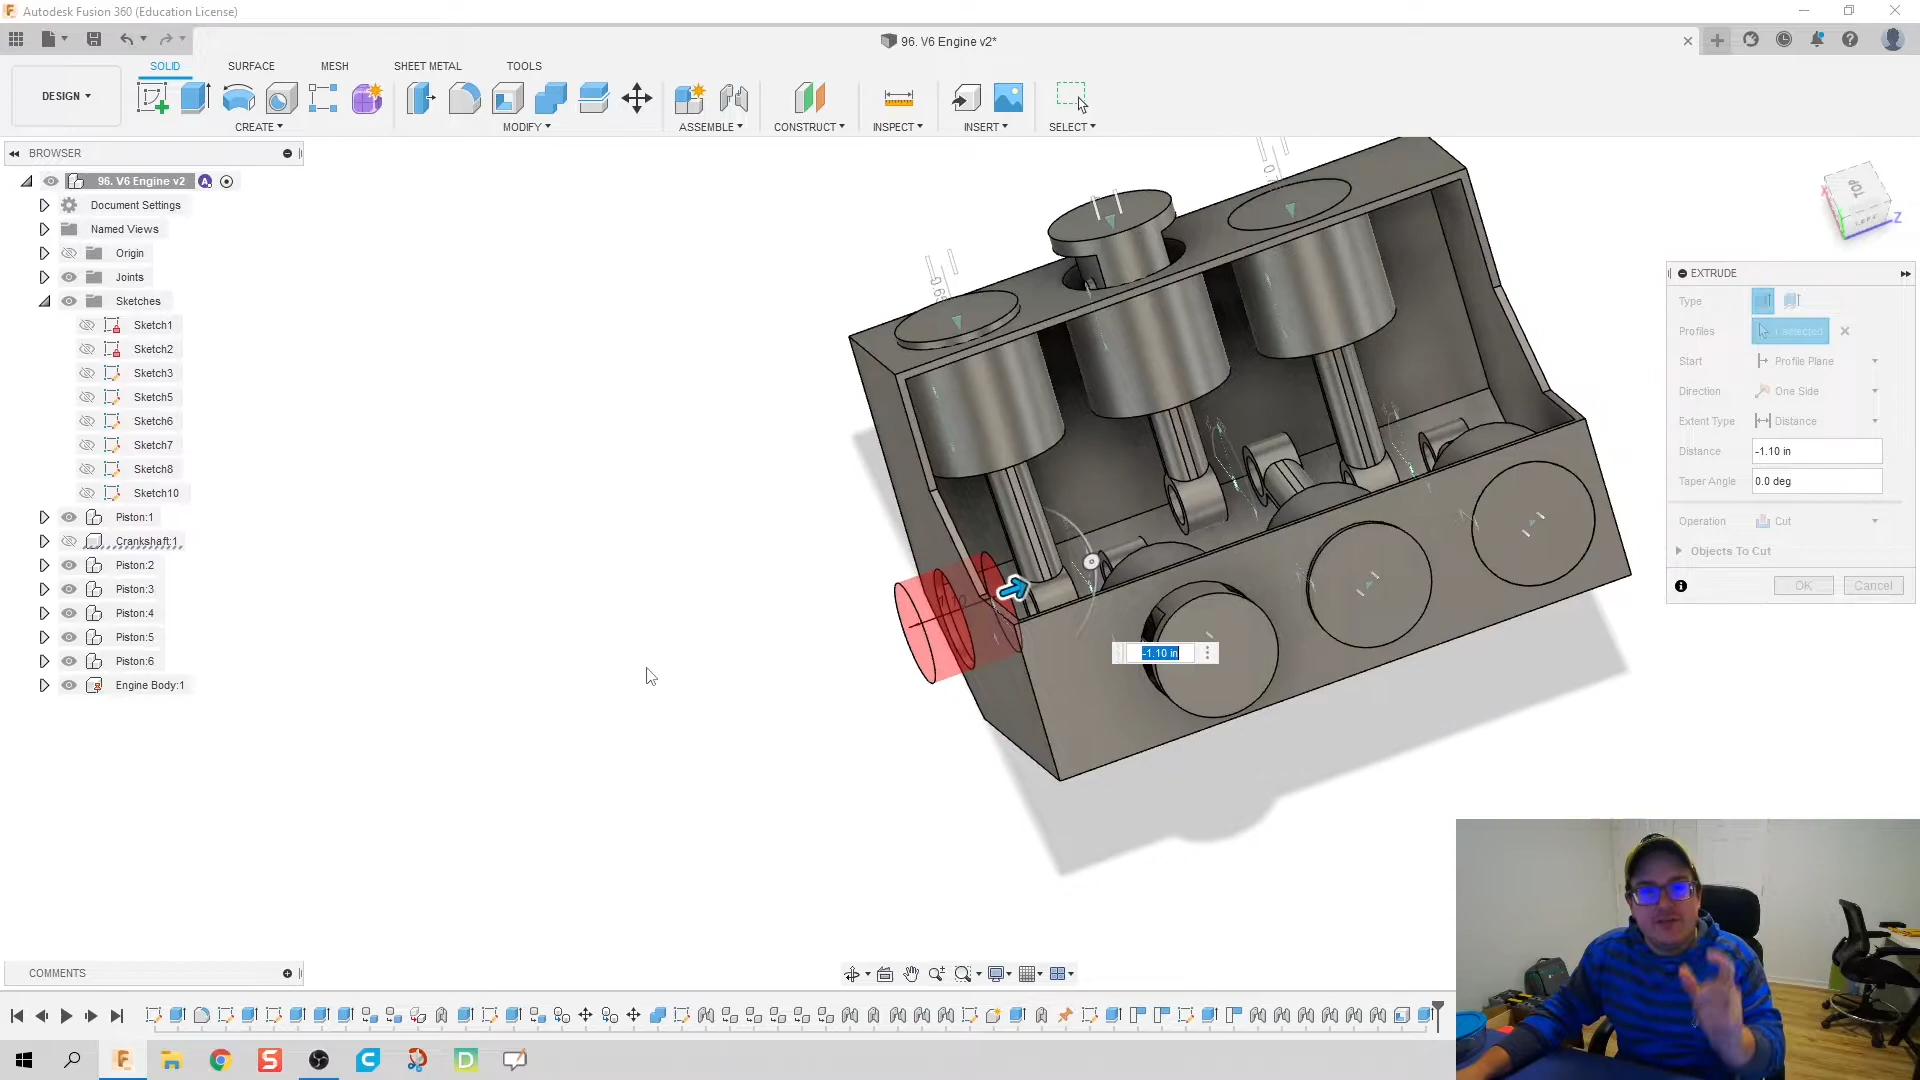 Autodesk Fusion 360 (Education License)
96. V6 Engine v2*
DESIGN
SOLID
SURFACE
MESH
SHEET METAL
TOOLS
CREATE
MODIFY
ASSEMBLE
CONSTRUCT
INSPECT
INSERT
SELECT
BROWSER
96. V6 Engine v2
Document Settings
Named Views
Origin
Joints
Sketches
Sketch1
Sketch2
Sketch3
Sketch5
Sketch6
Sketch7
Sketch8
Sketch10
Piston:1
Crankshaft:1
Piston:2
Piston:3
Piston:4
Piston:5
Piston:6
Engine Body:1
TOP
LEFT
Z
EXTRUDE
Type
Profiles
1 selected
Start
Profile Plane
Direction
One Side
Extent Type
Distance
Distance
-1.10 in
Taper Angle
0.0 deg
Operation
Cut
Objects To Cut
OK
Cancel
-1.10 in
COMMENTS